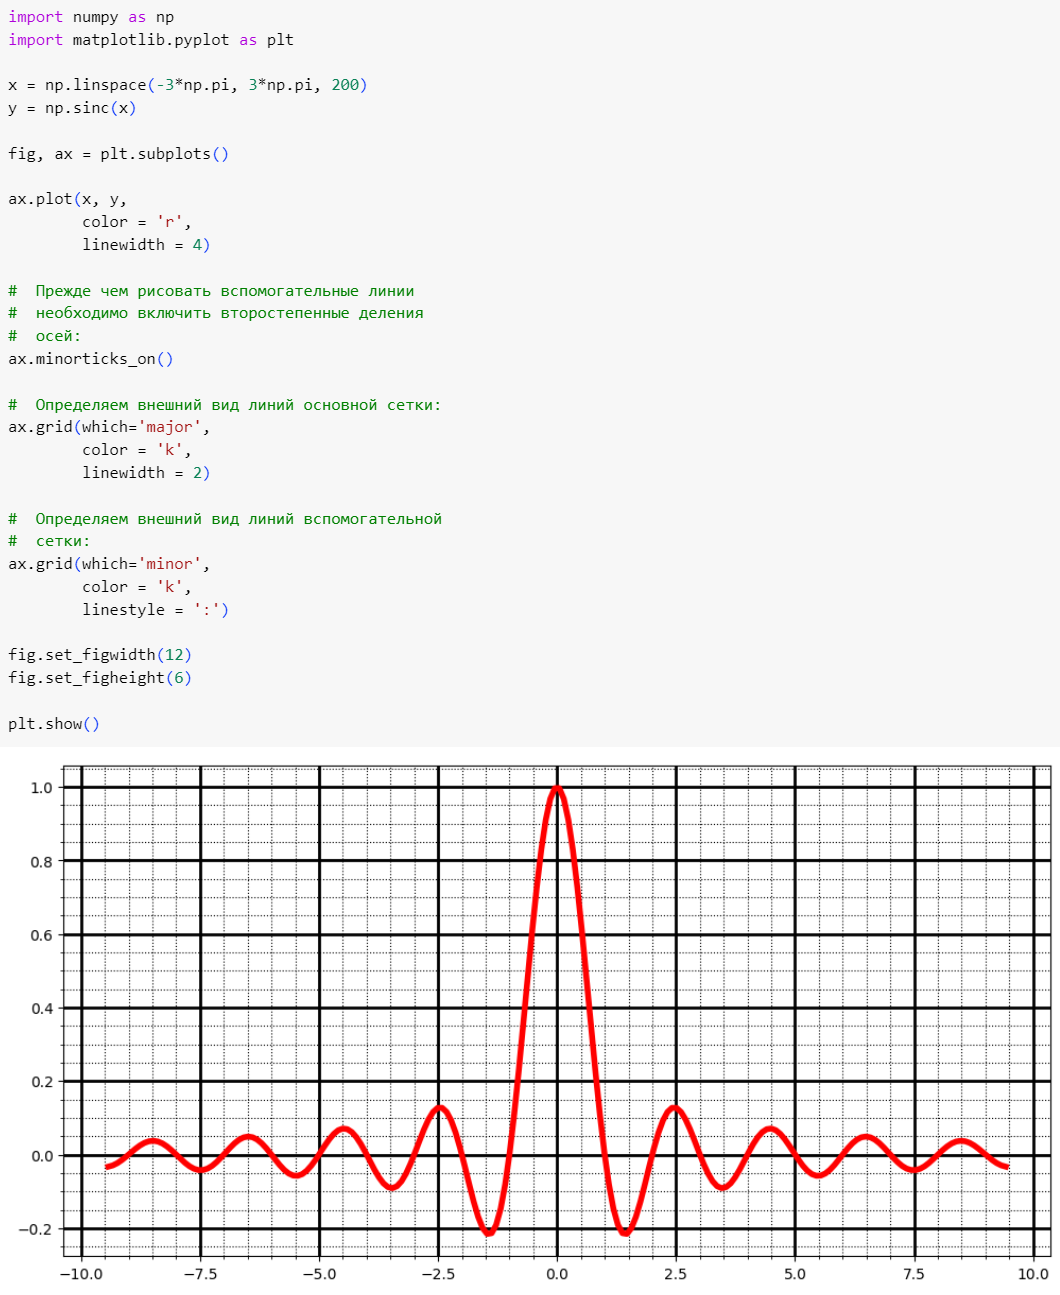 import numpy as np
import matplotlib.pyplot as plt
x = np.linspace(-3*np.pi, 3*np.pi, 200)
y = np.sinc(x)
fig, ax = plt.subplots()
ax.plot(x, y,
        color = 'r',
        linewidth = 4)
#  Прежде чем рисовать вспомогательные линии
#  необходимо включить второстепенные деления
#  осей:
ax.minorticks_on()
#  Определяем внешний вид линий основной сетки:
ax.grid(which='major',
        color = 'k',
        linewidth = 2)
#  Определяем внешний вид линий вспомогательной
#  сетки:
ax.grid(which='minor',
        color = 'k',
        linestyle = ':')
fig.set_figwidth(12)
fig.set_figheight(6)
plt.show()
1.0
0.8
0.6
0.4
0.2
0.0
−0.2
−10.0 −7.5 −5.0 −2.5 0.0 2.5 5.0 7.5 10.0